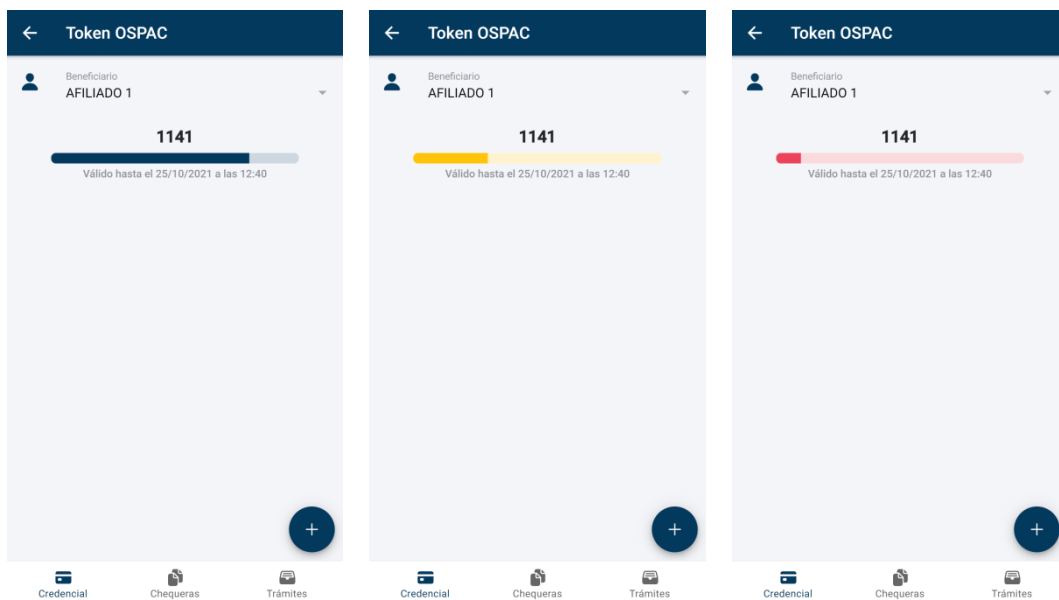 Token OSPAC
Beneficiario
AFILIADO 1
1141
Válido hasta el 25/10/2021 a las 12:40
Credencial
Chequeras
Trámites
Token OSPAC
Beneficiario
AFILIADO 1
1141
Válido hasta el 25/10/2021 a las 12:40
Credencial
Chequeras
Trámites
Token OSPAC
Beneficiario
AFILIADO 1
1141
Válido hasta el 25/10/2021 a las 12:40
Credencial
Chequeras
Trámites